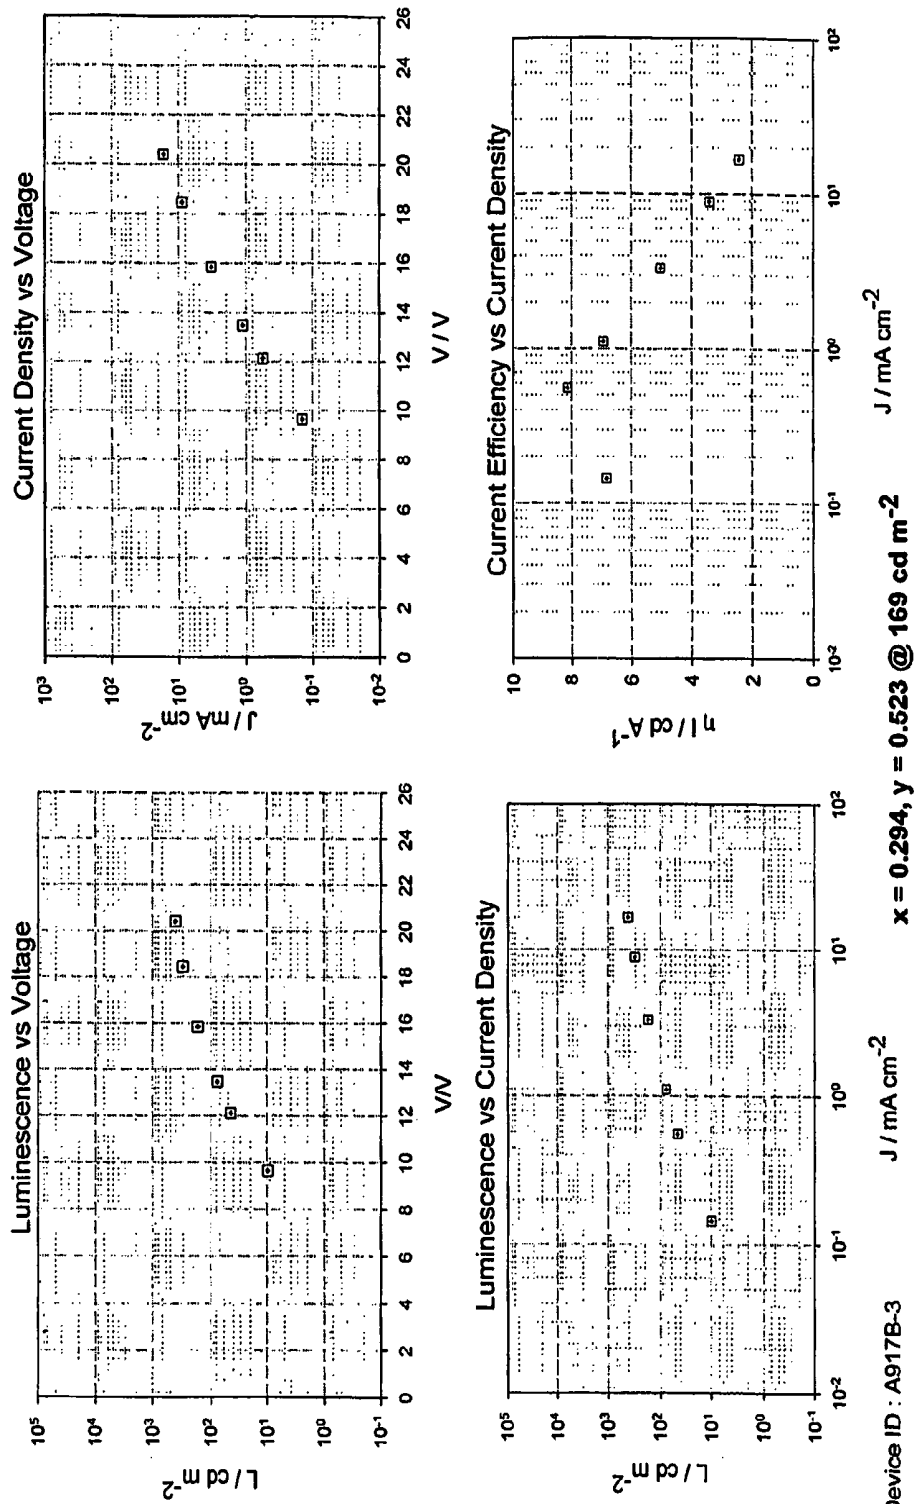 Luminescence vs Voltage
L / cd m⁻²
10⁵
10⁴
10³
10²
10¹
10⁰
10⁻¹
0 2 4 6 8 10 12 14 16 18 20 22 24 26
V/V
Current Density vs Voltage
J / mA cm⁻²
10³
10²
10¹
10⁰
10⁻¹
10⁻²
0 2 4 6 8 10 12 14 16 18 20 22 24 26
V / V
Luminescence vs Current Density
L / cd m⁻²
10⁵
10⁴
10³
10²
10¹
10⁰
10⁻¹
10⁻² 10⁻¹ 10⁰ 10¹ 10²
J / mA cm⁻²
Current Efficiency vs Current Density
η I / cd A⁻¹
10
8
6
4
2
0
10⁻² 10⁻¹ 10⁰ 10¹ 10²
J / mA cm⁻²
Device ID : A917B-3
x = 0.294, y = 0.523 @ 169 cd m⁻²